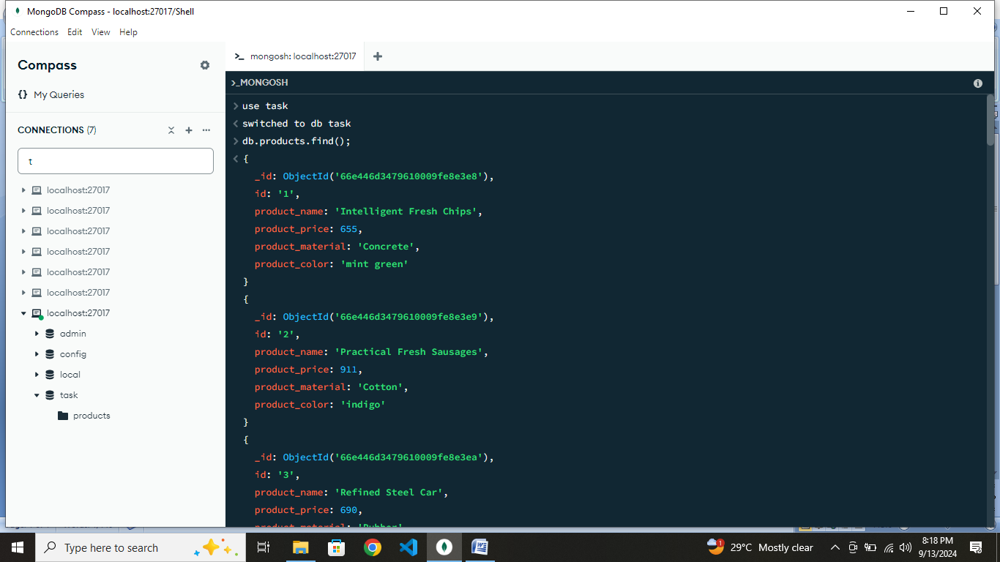 MongoDB Compass - localhost:27017/Shell
Connections Edit View Help
Compass
{} My Queries
CONNECTIONS (7)
t
localhost:27017
localhost:27017
localhost:27017
localhost:27017
localhost:27017
localhost:27017
localhost:27017
admin
config
local
task
products
>_ mongosh: localhost:27017 +
>_MONGOSH
> use task
< switched to db task
> db.products.find();
< {
_id: ObjectId('66e446d3479610009fe8e3e8'),
id: '1',
product_name: 'Intelligent Fresh Chips',
product_price: 655,
product_material: 'Concrete',
product_color: 'mint green'
}
{
_id: ObjectId('66e446d3479610009fe8e3e9'),
id: '2',
product_name: 'Practical Fresh Sausages',
product_price: 911,
product_material: 'Cotton',
product_color: 'indigo'
}
{
_id: ObjectId('66e446d3479610009fe8e3ea'),
id: '3',
product_name: 'Refined Steel Car',
product_price: 690,
product_material: 'Rubber'
Type here to search
1
29°C Mostly clear
8:18 PM
9/13/2024